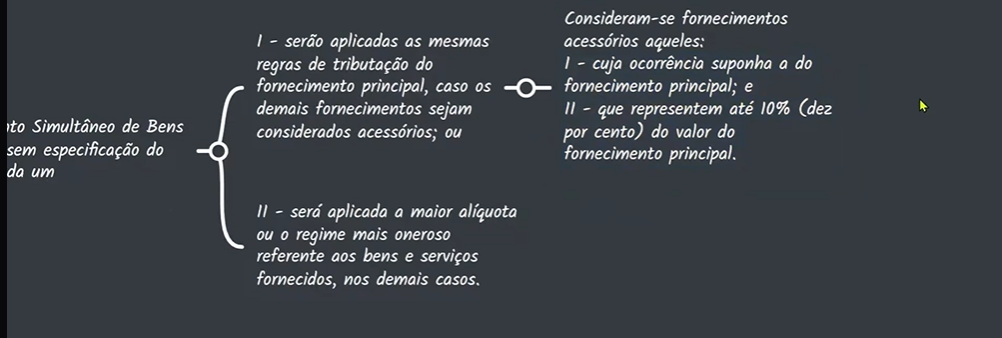 Consideram-se fornecimentos
acessórios aqueles:
I - cuja ocorrência suponha a do
fornecimento principal; e
II - que representem até 10% (dez
por cento) do valor do
fornecimento principal.
I - serão aplicadas as mesmas
regras de tributação do
fornecimento principal, caso os
demais fornecimentos sejam
considerados acessórios; ou
Simultâneo de Bens
sem especificação do
da um
II - será aplicada a maior alíquota
ou o regime mais oneroso
referente aos bens e serviços
fornecidos, nos demais casos.